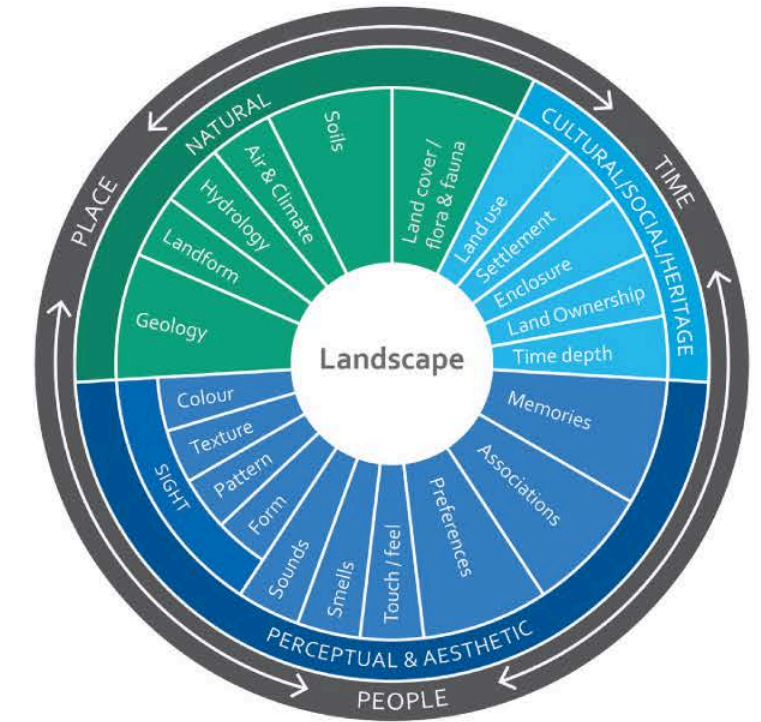 PLACE
TIME
PEOPLE
NATURAL
CULTURAL/SOCIAL/HERITAGE
PERCEPTUAL & AESTHETIC
Geology
Landform
Hydrology
Air & Climate
Soils
Land cover /
flora & fauna
Land use
Settlement
Enclosure
Land Ownership
Time depth
Memories
Associations
Preferences
Touch / feel
Smells
Sounds
SIGHT
Form
Pattern
Texture
Colour
Landscape